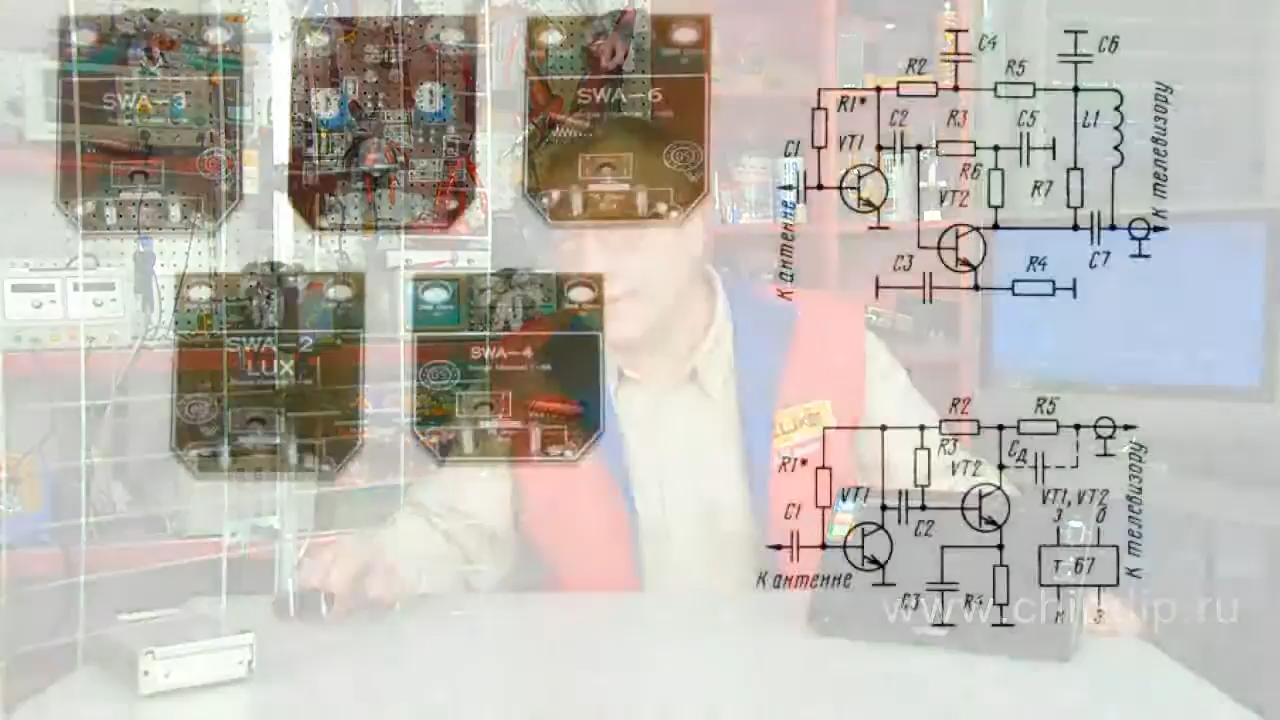 SWA-3
SWA-6
SWA-2
LUX
SWA-4
C4
C6
R2
R5
R1*
C2
R3
C5
L1
C1
VT1
R6
R7
VT2
C3
R4
C7
К антенне
К телевизору
R2
R5
R3
Cд
R1*
VT2
VT1
VT1, VT2
З
б
C1
C2
т 67
К антенне
C3
R4
К
З
К телевизору
www.chipdip.ru